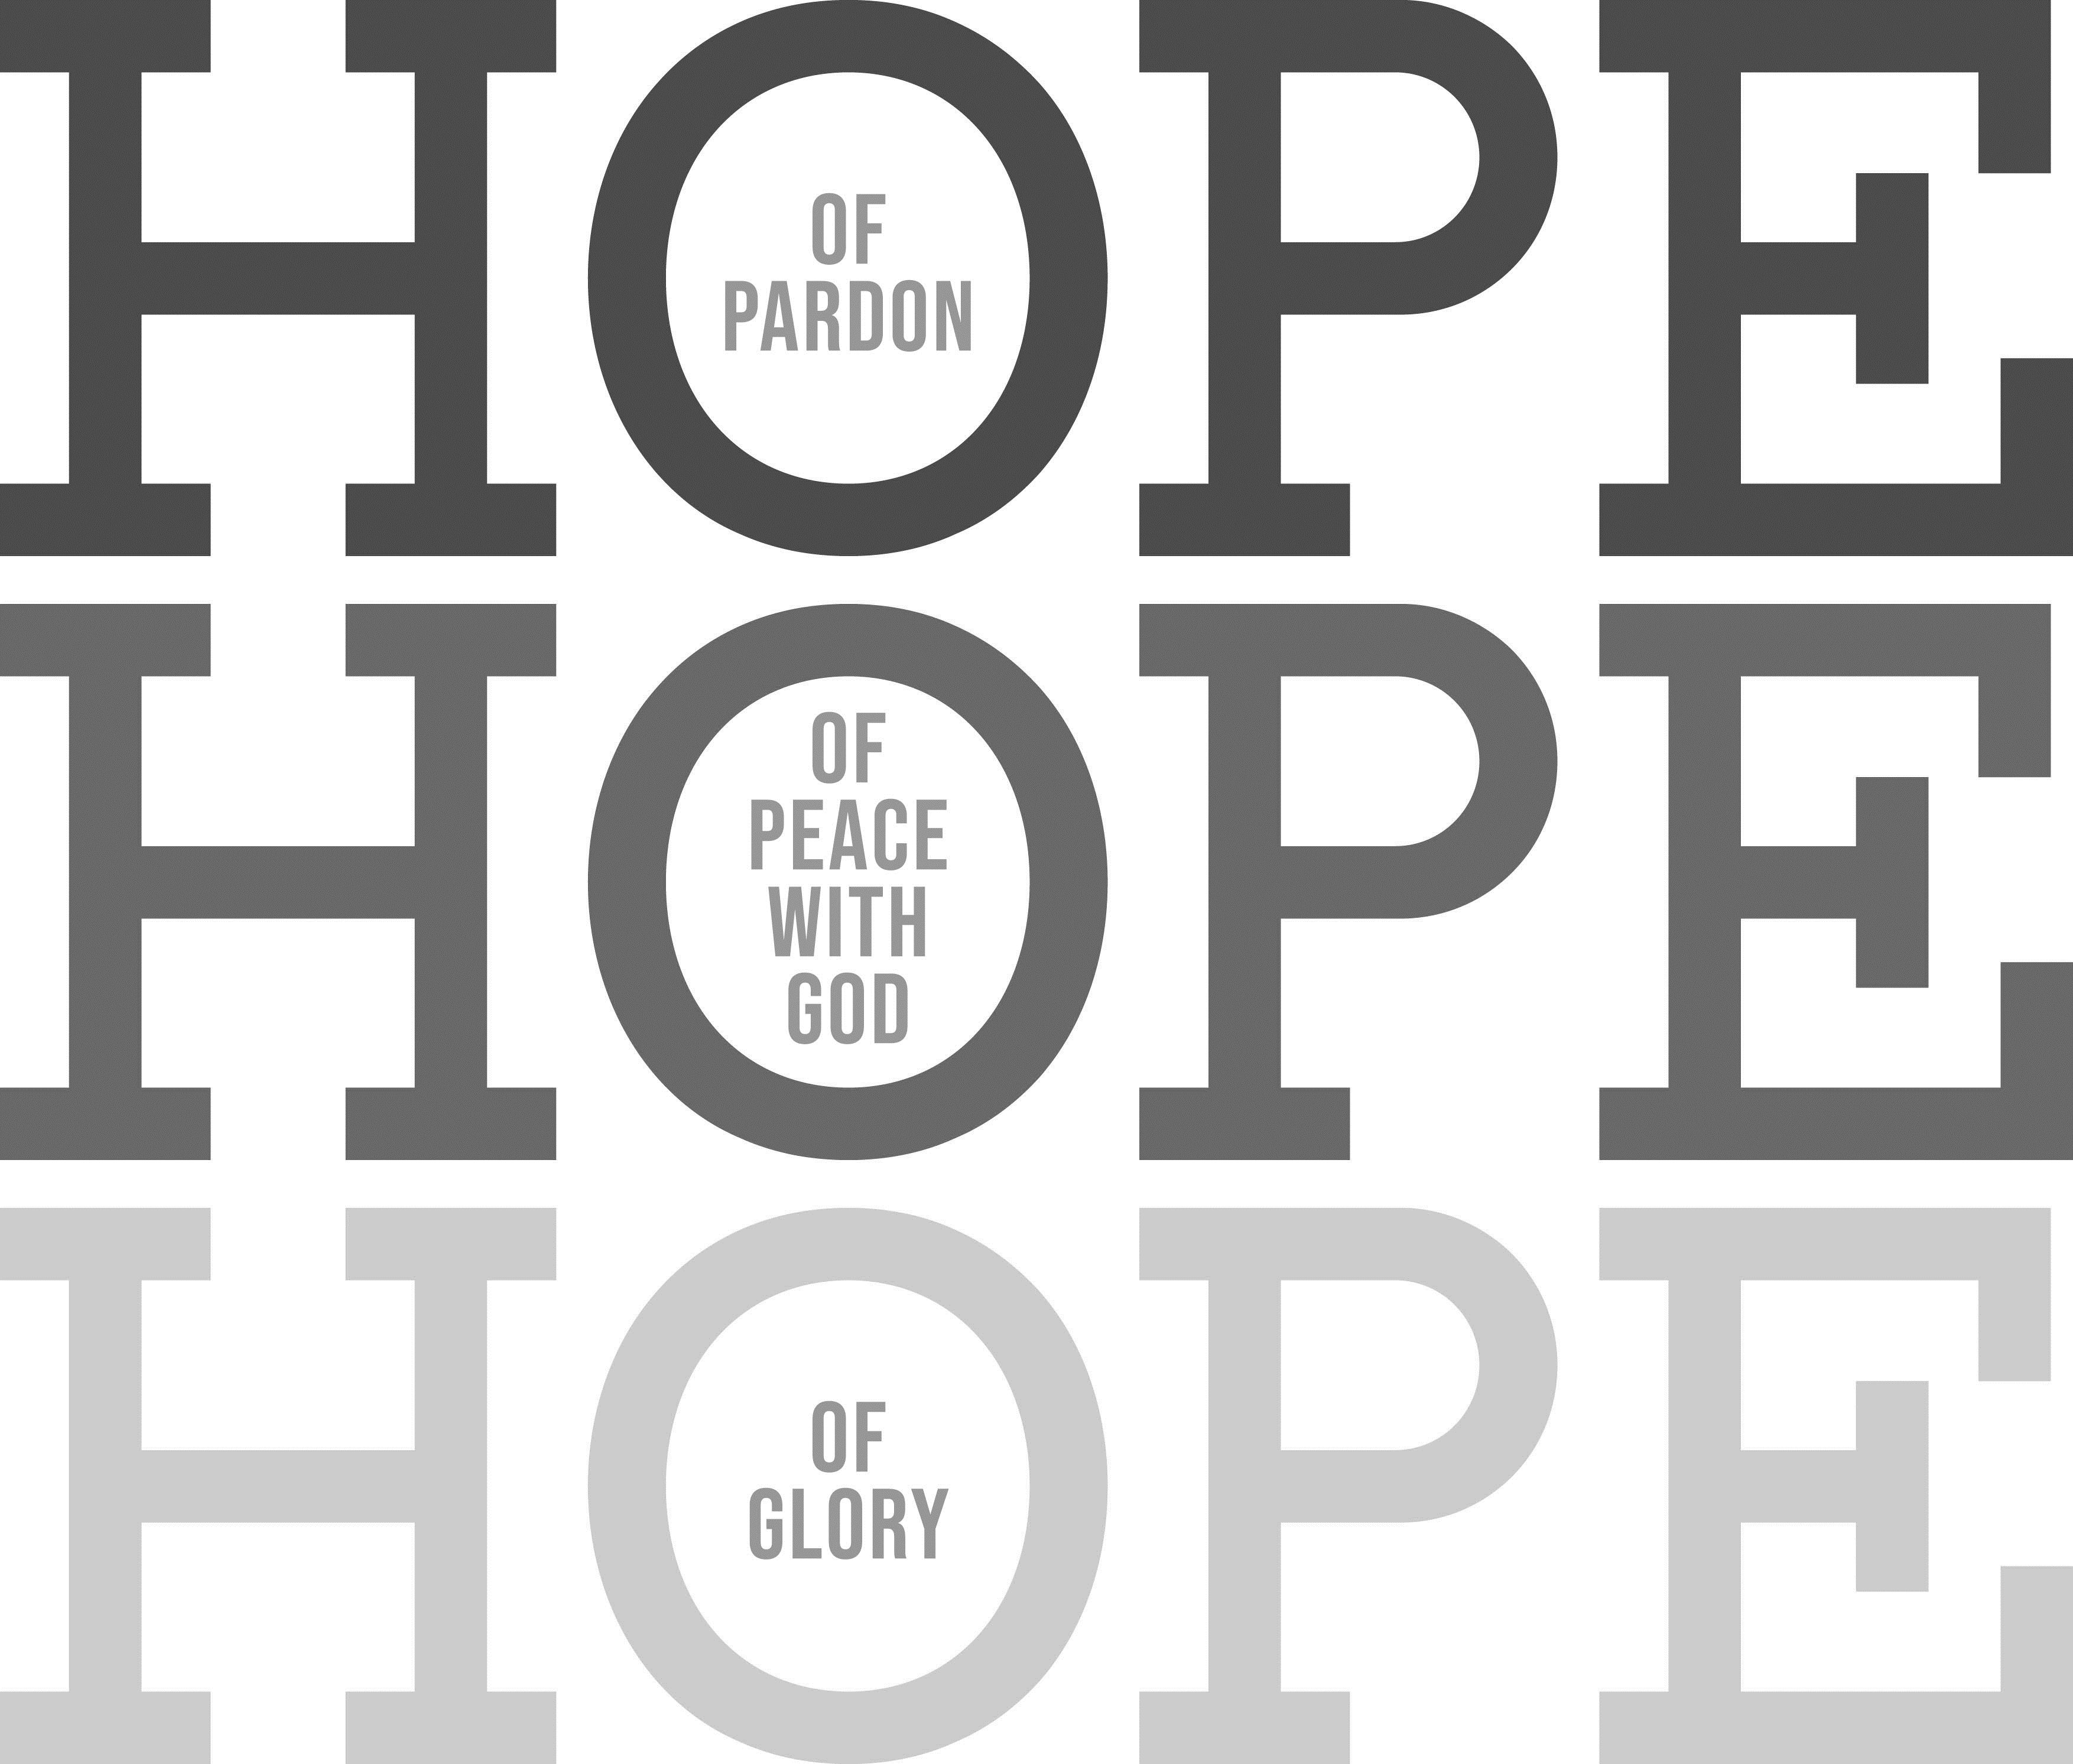 HOPE
OF
PARDON
HOPE
OF
PEACE
WITH
GOD
HOPE
OF
GLORY